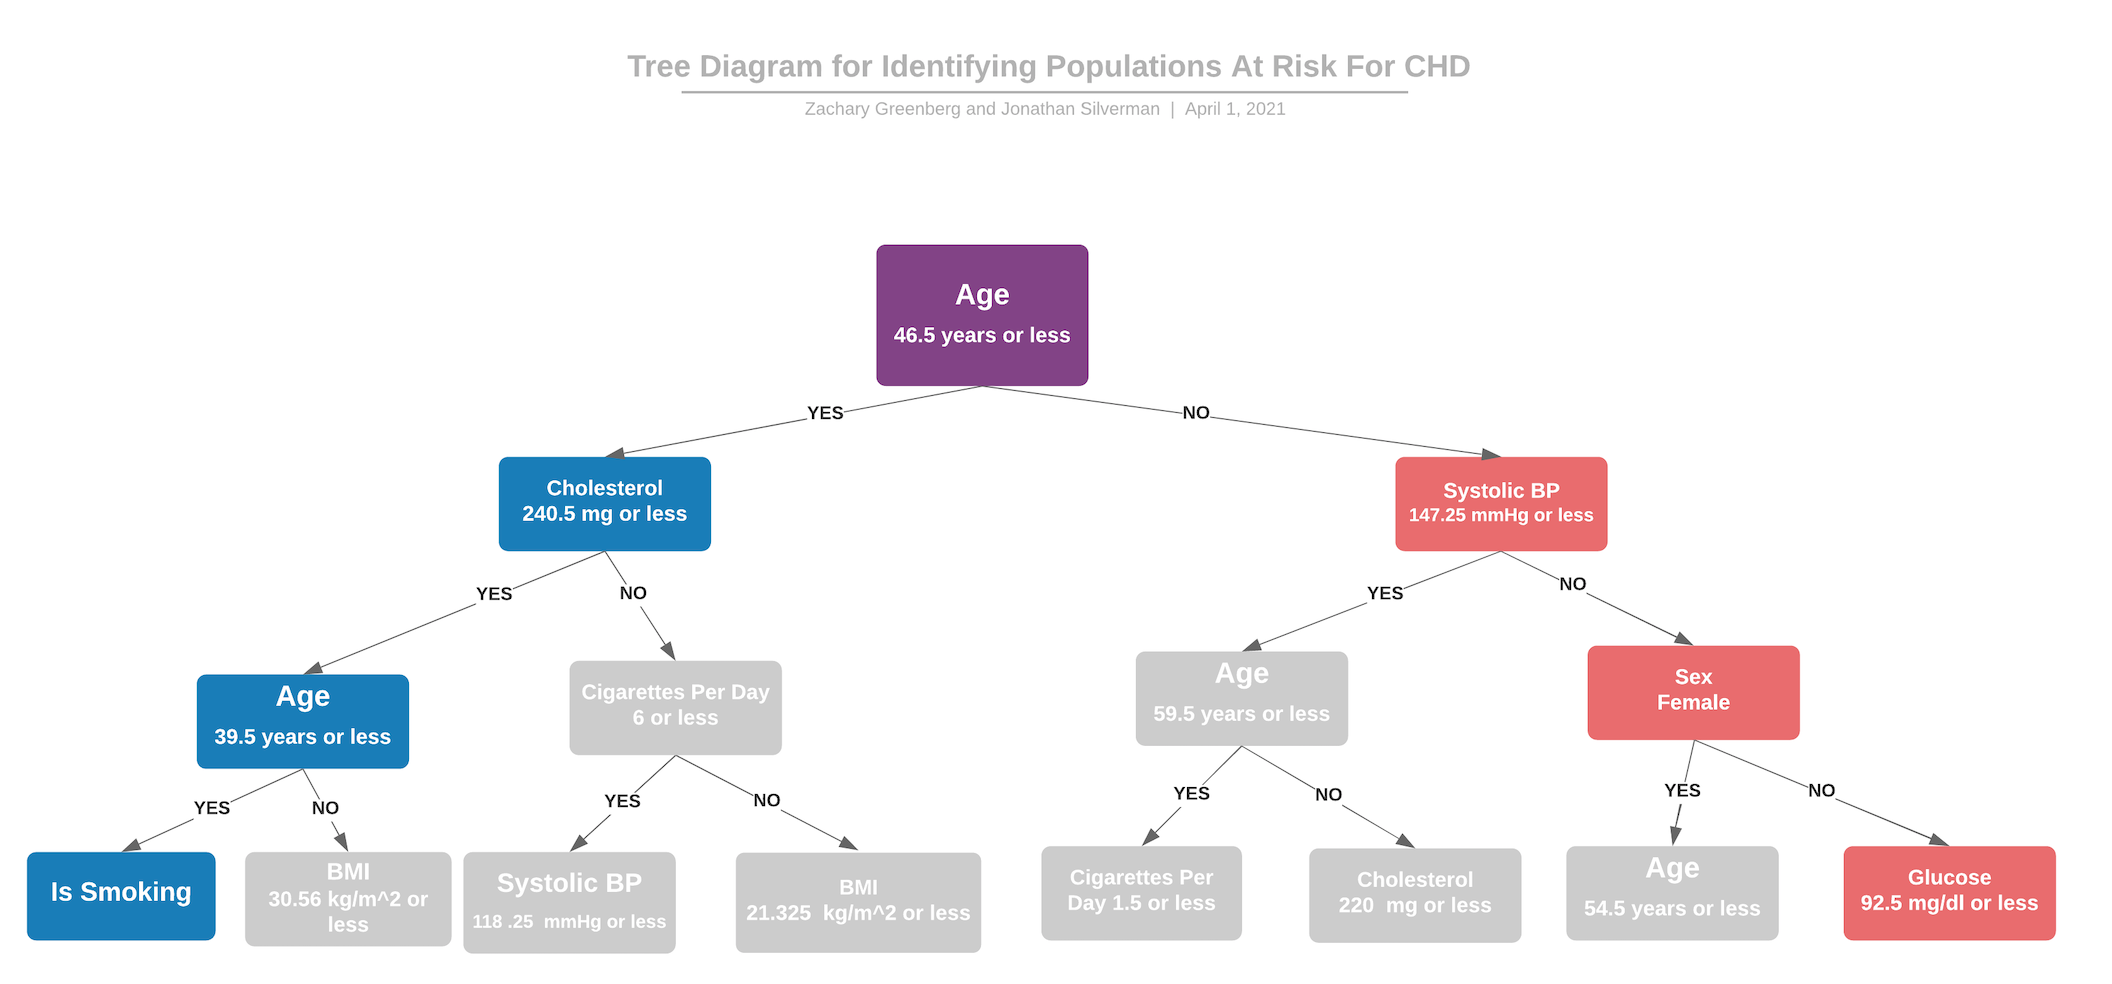 Tree Diagram for Identifying Populations At Risk For CHD
Zachary Greenberg and Jonathan Silverman | April 1, 2021
Age
46.5 years or less
YES
NO
Cholesterol
240.5 mg or less
Systolic BP
147.25 mmHg or less
YES
NO
YES
NO
Age
39.5 years or less
Cigarettes Per Day
6 or less
Age
59.5 years or less
Sex
Female
YES
NO
YES
NO
YES
NO
YES
NO
Is Smoking
BMI
30.56 kg/m^2 or
less
Systolic BP
118 .25 mmHg or less
BMI
21.325 kg/m^2 or less
Cigarettes Per
Day 1.5 or less
Cholesterol
220 mg or less
Age
54.5 years or less
Glucose
92.5 mg/dl or less